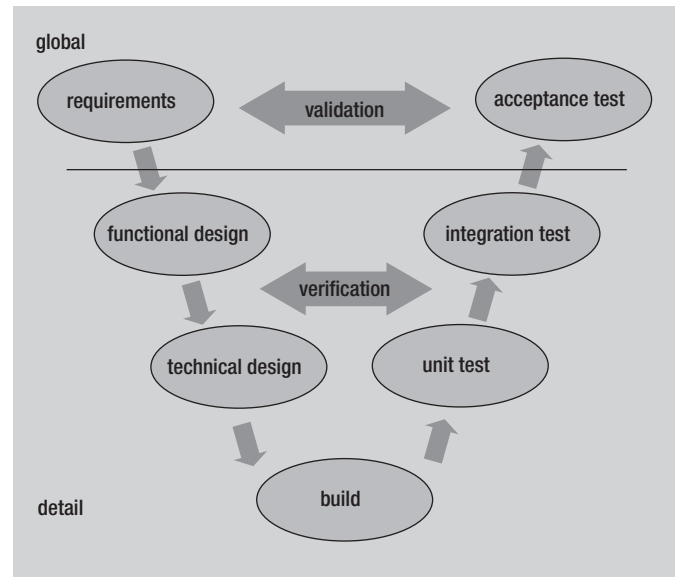 global
requirements
validation
acceptance test
functional design
integration test
verification
technical design
unit test
build
detail